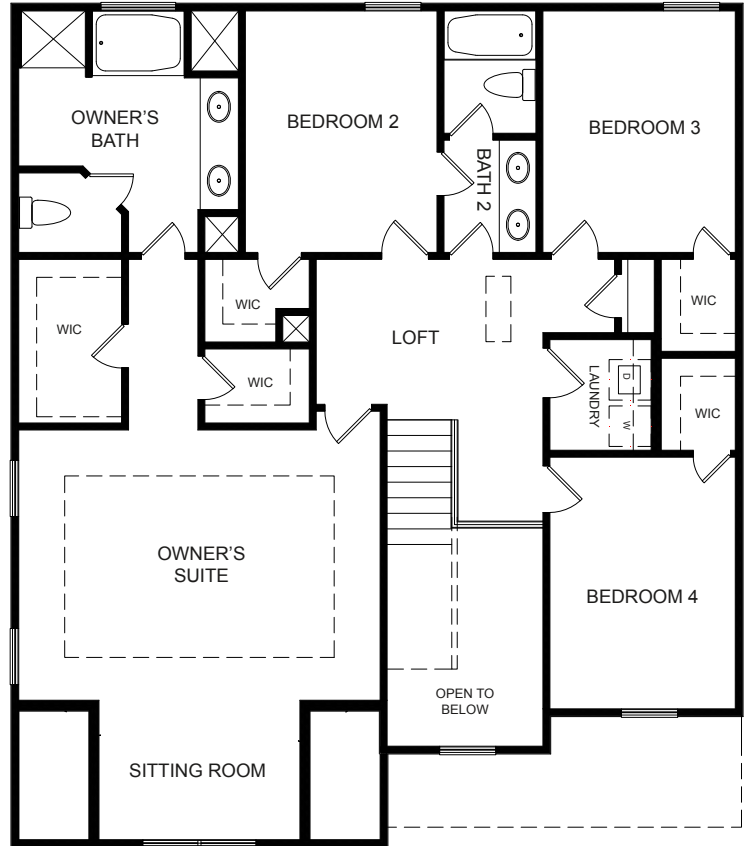 OWNER'S
BATH
BEDROOM 2
BATH 2
BEDROOM 3
WIC
WIC
WIC
WIC
LOFT
LAUNDRY
D
W
WIC
OWNER'S
SUITE
BEDROOM 4
OPEN TO
BELOW
SITTING ROOM